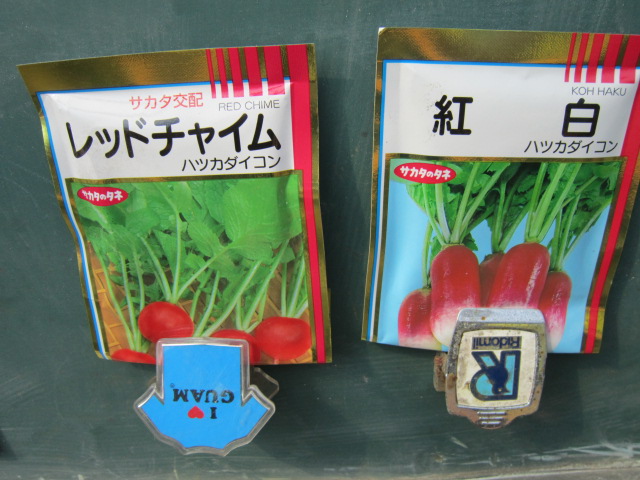 サカタ交配
RED CHIME
レッドチャイム
ハツカダイコン
サカタのタネ
I ♥
GUAM
KOH HAKU
紅白
ハツカダイコン
サカタのタネ
R
Ridomil